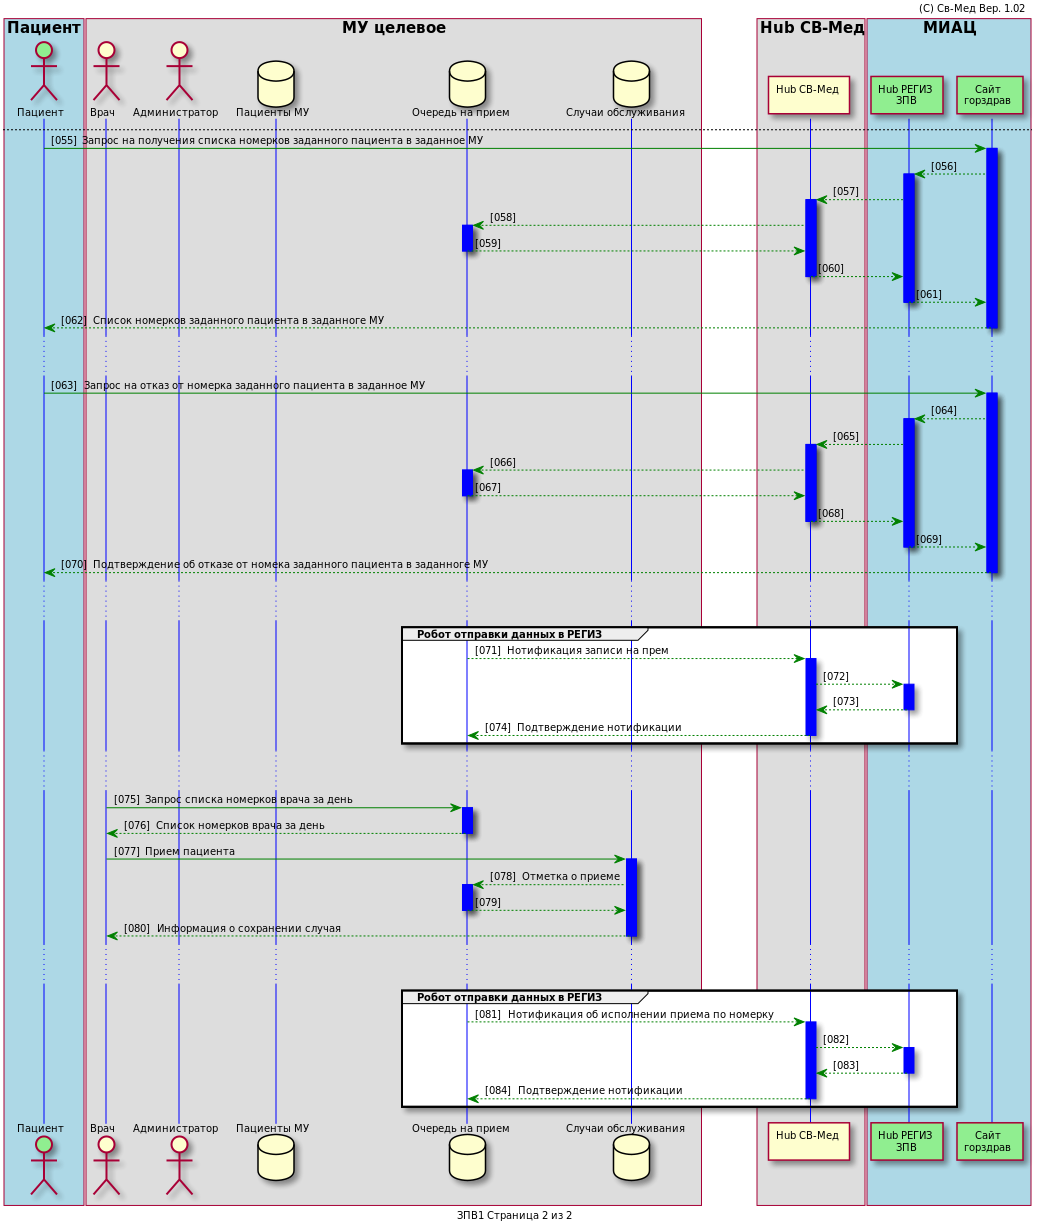 (C) Св-Мед Вер. 1.02
Пациент
МУ целевое
Hub СВ-Мед
МИАЦ
Пациент
Врач
Администратор
Пациенты МУ
Очередь на прием
Случаи обслуживания
Hub СВ-Мед
Hub РЕГИЗ
ЗПВ
Сайт
горздрав
[055] Запрос на получения списка номерков заданного пациента в заданное МУ
[056]
[057]
[058]
[059]
[060]
[061]
[062] Список номерков заданного пациента в заданноге МУ
[063] Запрос на отказ от номерка заданного пациента в заданное МУ
[064]
[065]
[066]
[067]
[068]
[069]
[070] Подтверждение об отказе от номека заданного пациента в заданноге МУ
Робот отправки данных в РЕГИЗ
[071] Нотификация записи на прем
[072]
[073]
[074] Подтверждение нотификации
[075] Запрос списка номерков врача за день
[076] Список номерков врача за день
[077] Прием пациента
[078] Отметка о приеме
[079]
[080] Информация о сохранении случая
Робот отправки данных в РЕГИЗ
[081] Нотификация об исполнении приема по номерку
[082]
[083]
[084] Подтверждение нотификации
Пациент
Врач
Администратор
Пациенты МУ
Очередь на прием
Случаи обслуживания
Hub СВ-Мед
Hub РЕГИЗ
ЗПВ
Сайт
горздрав
ЗПВ1 Страница 2 из 2